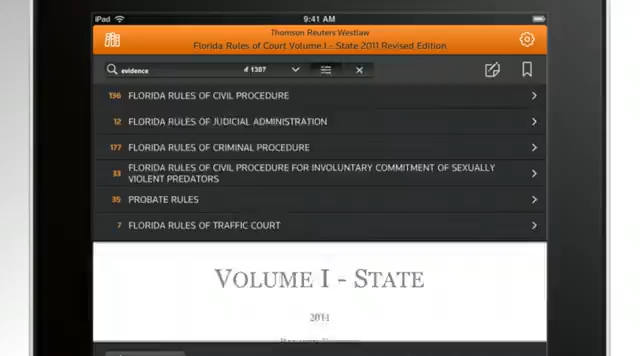 iPad 9:41 AM
Thomson Reuters Westlaw
Florida Rules of Court Volume I - State 2011 Revised Edition
evidence
136 FLORIDA RULES OF CIVIL PROCEDURE
12 FLORIDA RULES OF JUDICIAL ADMINISTRATION
177 FLORIDA RULES OF CRIMINAL PROCEDURE
33 FLORIDA RULES OF CIVIL PROCEDURE FOR INVOLUNTARY COMMITMENT OF SEXUALLY
VIOLENT PREDATORS
35 PROBATE RULES
7 FLORIDA RULES OF TRAFFIC COURT
VOLUME I - STATE
2011